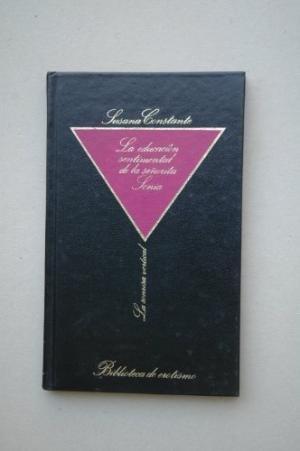 Susana Constante
La educación
sentimental
de la señorita
Sonia
La sonrisa vertical
Biblioteca de erotismo